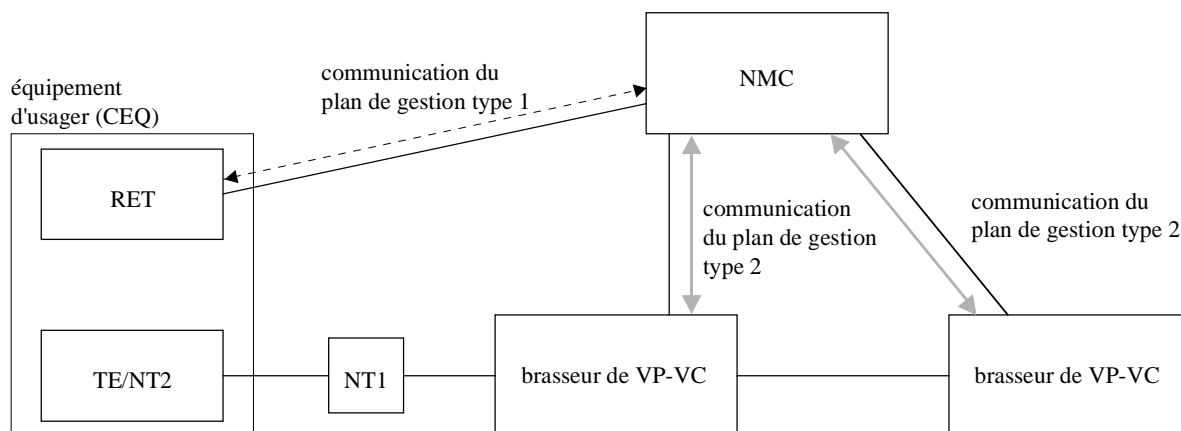 communication du
plan de gestion type 1
NMC
équipement
d'usager (CEQ)
RET
communication
du plan de gestion
type 2
communication du
plan de gestion type 2
TE/NT2
NT1
brasseur de VP-VC
brasseur de VP-VC